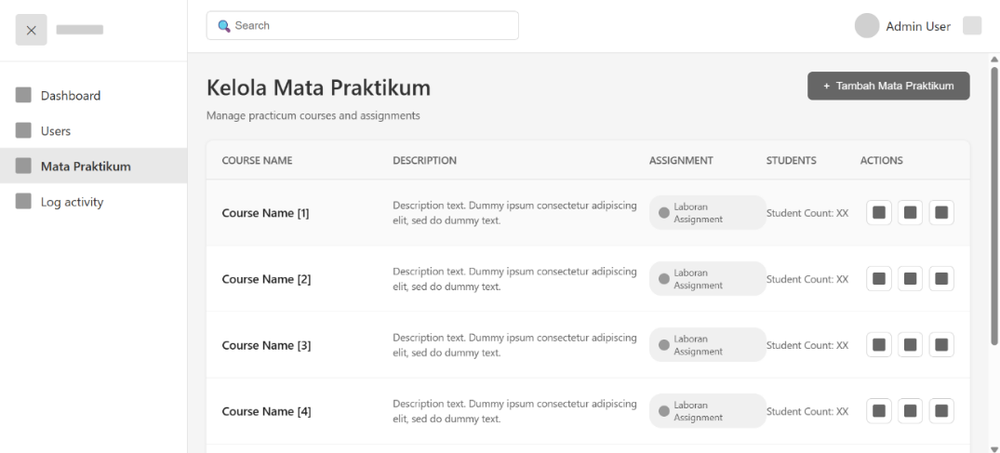 Search
Admin User
Dashboard
Users
Mata Praktikum
Log activity
Kelola Mata Praktikum
+ Tambah Mata Praktikum
Manage practicum courses and assignments
COURSE NAME DESCRIPTION ASSIGNMENT STUDENTS ACTIONS
Course Name [1]
Description text. Dummy ipsum consectetur adipiscing
elit, sed do dummy text.
Laboran
Assignment
Student Count: XX
Course Name [2]
Description text. Dummy ipsum consectetur adipiscing
elit, sed do dummy text.
Laboran
Assignment
Student Count: XX
Course Name [3]
Description text. Dummy ipsum consectetur adipiscing
elit, sed do dummy text.
Laboran
Assignment
Student Count: XX
Course Name [4]
Description text. Dummy ipsum consectetur adipiscing
elit, sed do dummy text.
Laboran
Assignment
Student Count: XX